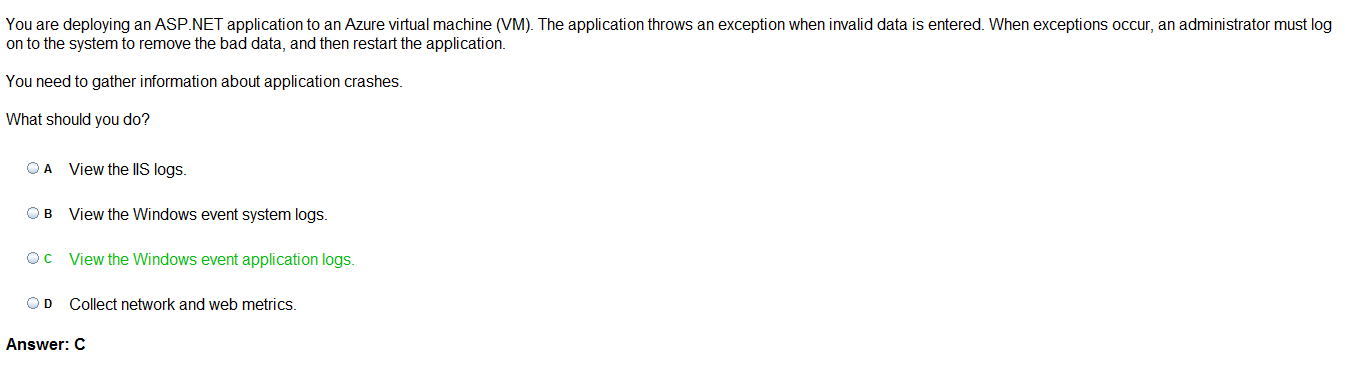 You are deploying an ASP.NET application to an Azure virtual machine (VM). The application throws an exception when invalid data is entered. When exceptions occur, an administrator must log
on to the system to remove the bad data, and then restart the application.
You need to gather information about application crashes.
What should you do?
A View the IIS logs.
B View the Windows event system logs.
C View the Windows event application logs.
D Collect network and web metrics.
Answer: C